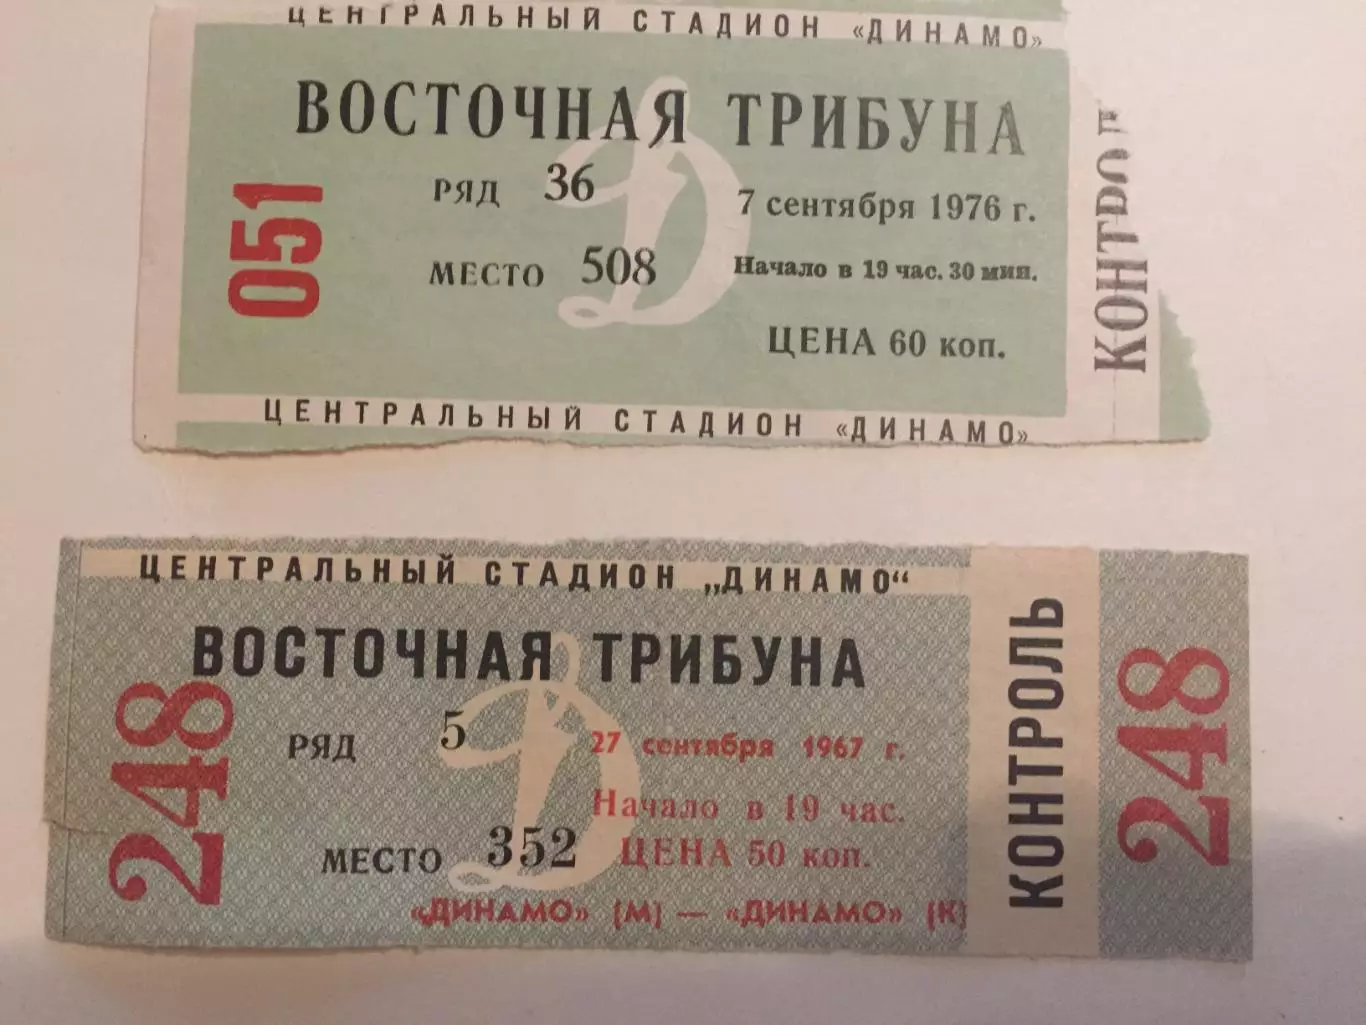 ЦЕНТРАЛЬНЫЙ СТАДИОН «ДИНАМО»
ВОСТОЧНАЯ ТРИБУНА
051
РЯД 36
7 сентября 1976 г.
МЕСТО 508
Начало в 19 час. 30 мин.
ЦЕНА 60 коп.
ЦЕНТРАЛЬНЫЙ СТАДИОН «ДИНАМО»
КОНТРОЛ
ЦЕНТРАЛЬНЫЙ СТАДИОН „ДИНАМО“
ВОСТОЧНАЯ ТРИБУНА
248
РЯД 5
27 сентября 1967 г.
Начало в 19 час.
МЕСТО 352
ЦЕНА 50 коп.
«ДИНАМО» (М) — «ДИНАМО» (К)
КОНТРОЛЬ
248